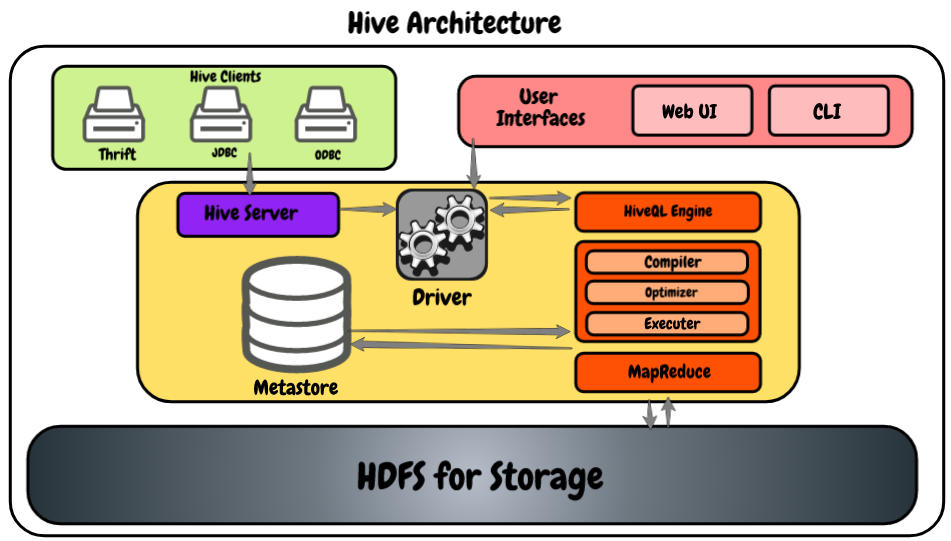 Hive Architecture
Hive Clients
Thrift
JDBC
ODBC
User
Interfaces
Web UI
CLI
Hive Server
Driver
HiveQL Engine
Compiler
Optimizer
Executer
Metastore
MapReduce
HDFS for Storage